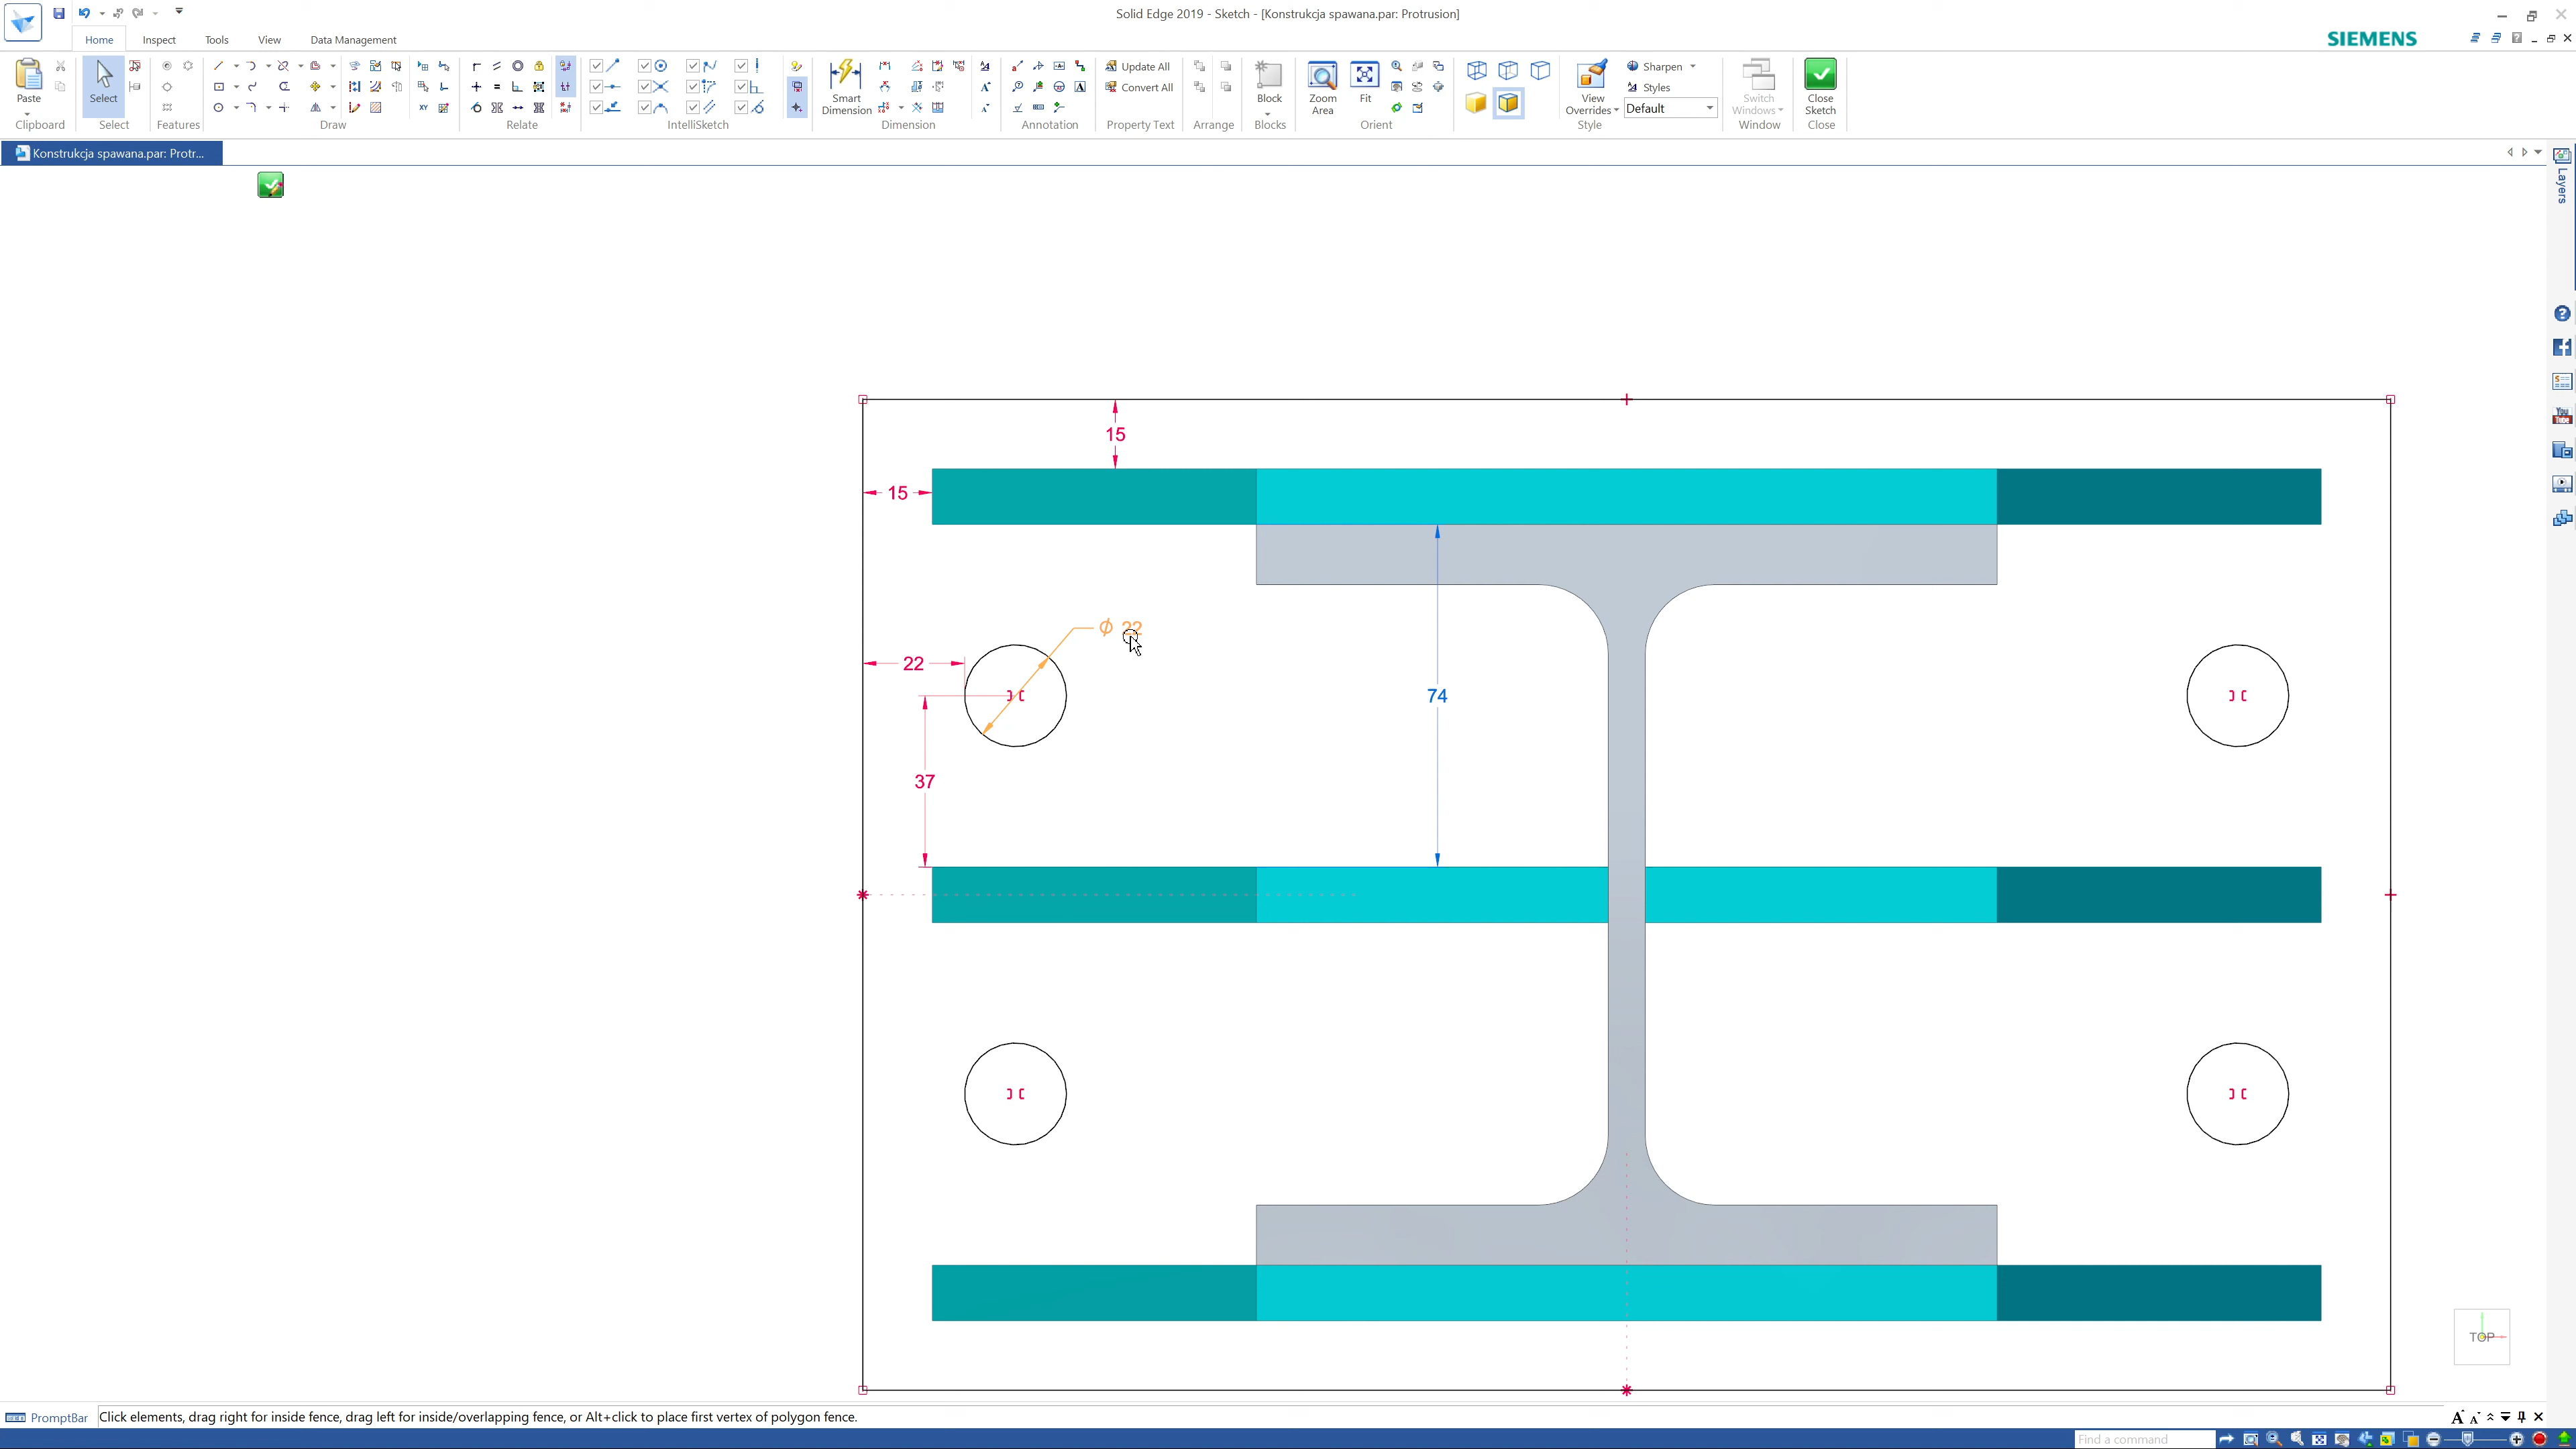 Solid Edge 2019 - Sketch - [Konstrukcja spawana.par: Protrusion]
Home Inspect Tools View Data Management
SIEMENS
Paste
Clipboard
Select
Select
Features
Draw
Relate
IntelliSketch
Smart Dimension
Dimension
Annotation
Update All
Convert All
Property Text
Arrange
Block
Blocks
Zoom Area
Fit
Orient
View Overrides
Sharpen
Styles
Default
Style
Switch Windows
Window
Close Sketch
Close
Konstrukcja spawana.par: Protr...
Layers
15
15
Ø 22
22
74
37
TOP
PromptBar Click elements, drag right for inside fence, drag left for inside/overlapping fence, or Alt+click to place first vertex of polygon fence.
Find a command